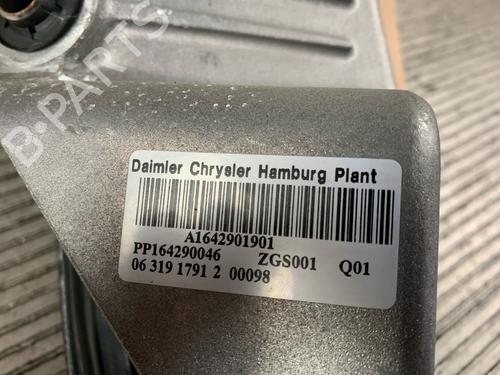 B-PARTS
Daimler Chrysler Hamburg Plant
A1642901901
PP164290046 ZGS001 Q01
06 319 1791 2 00098